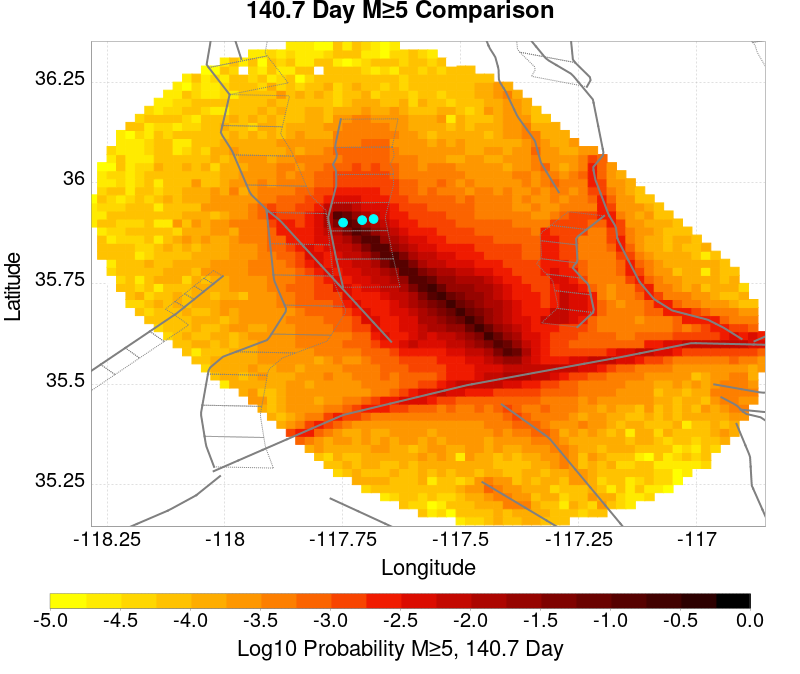 140.7 Day M≥5 Comparison
36.25
36
35.75
35.5
35.25
Latitude
-118.25 -118 -117.75 -117.5 -117.25 -117
Longitude
-5.0 -4.5 -4.0 -3.5 -3.0 -2.5 -2.0 -1.5 -1.0 -0.5 0.0
Log10 Probability M≥5, 140.7 Day